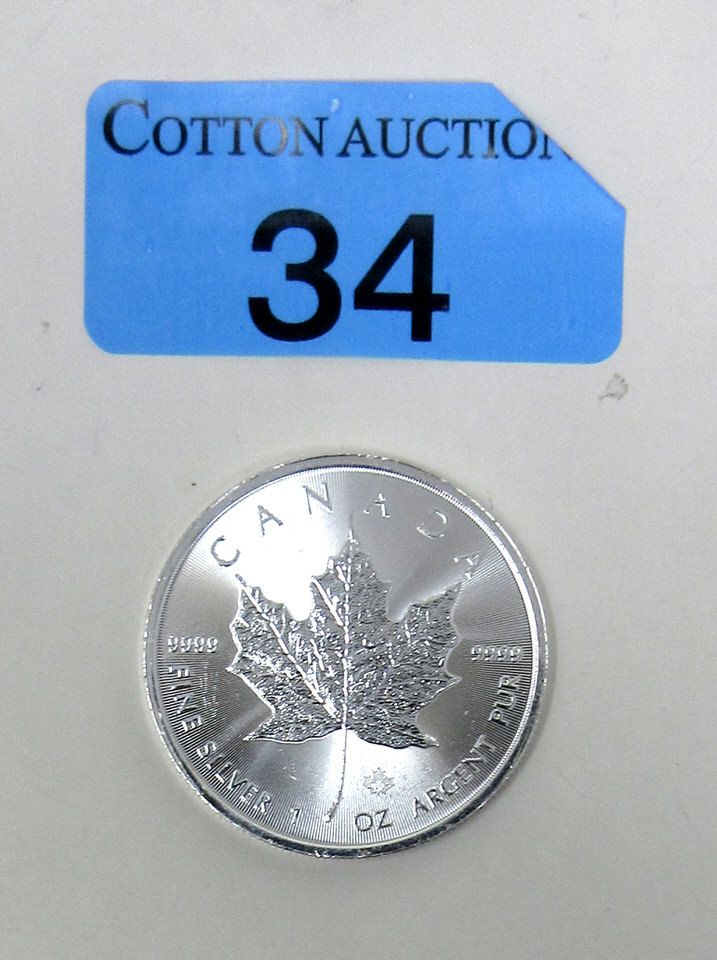 COTTON AUCTION
34
CANADA
9999
9999
FINE SILVER 1 OZ ARGENT PUR